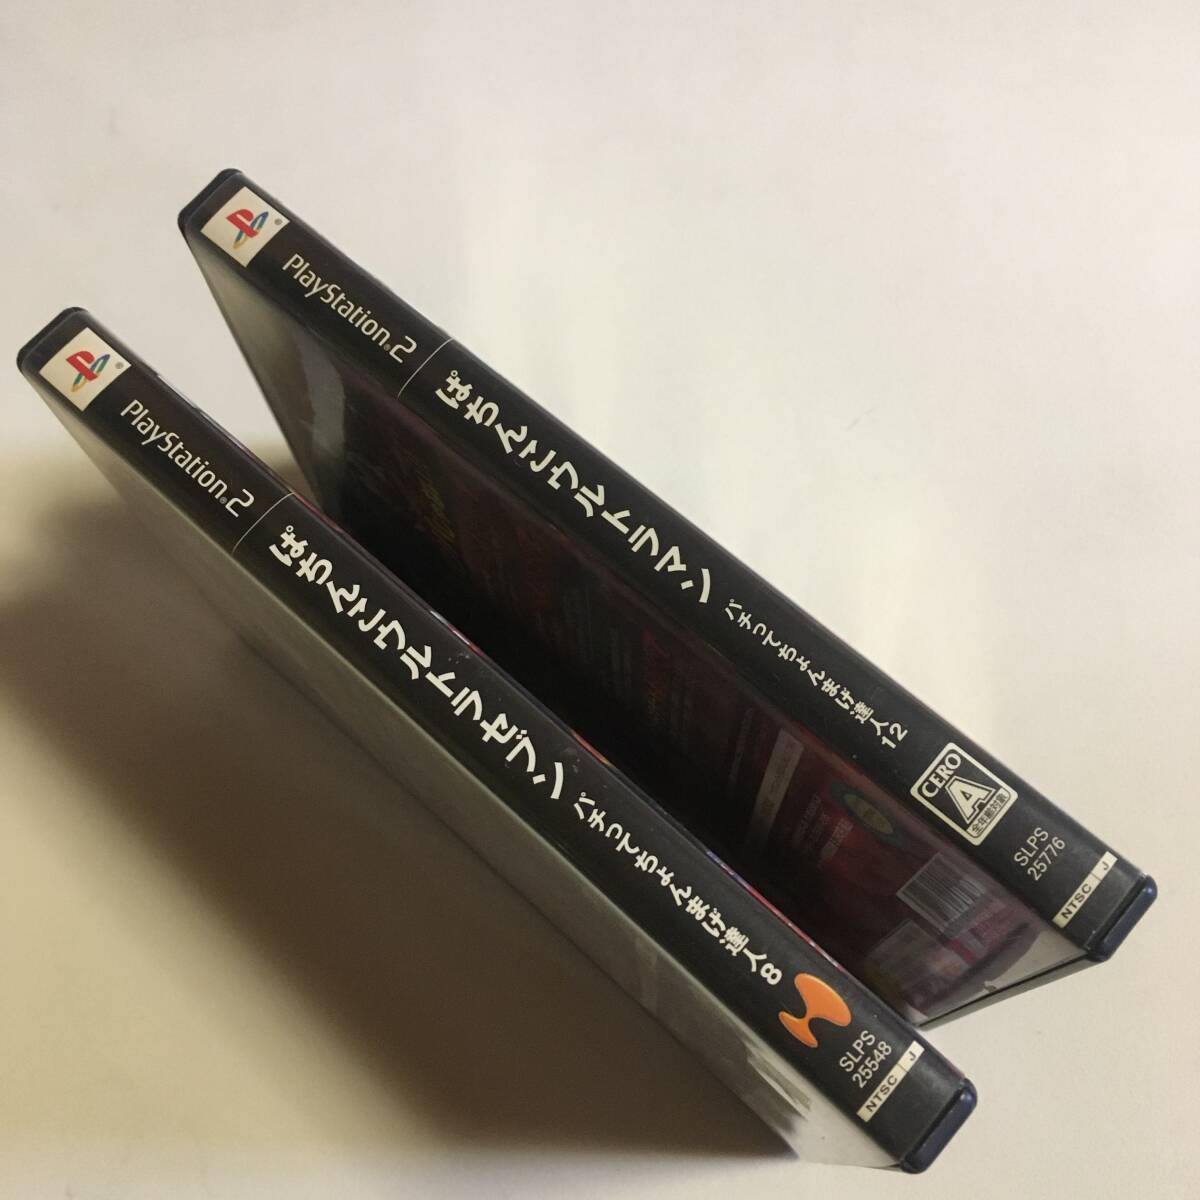 PlayStation®2
ぱちんこウルトラマン パチってちょんまげ達人12
CERO
A
全年齢対象
SLPS
25776
NTSC J
PlayStation®2
ぱちんこウルトラセブン パチってちょんまげ達人8
SLPS
25548
NTSC J